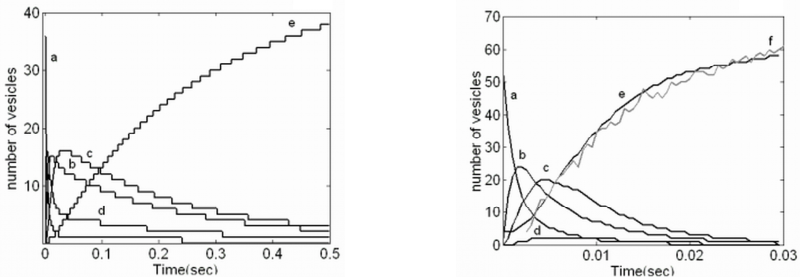 40
30
20
10
number of vesicles
a
b
c
d
e
0 0.1 0.2 0.3 0.4 0.5
Time(sec)
70
60
50
40
30
20
10
0
number of vesicles
a
b
c
d
e
f
0.01 0.02 0.03
Time(sec)